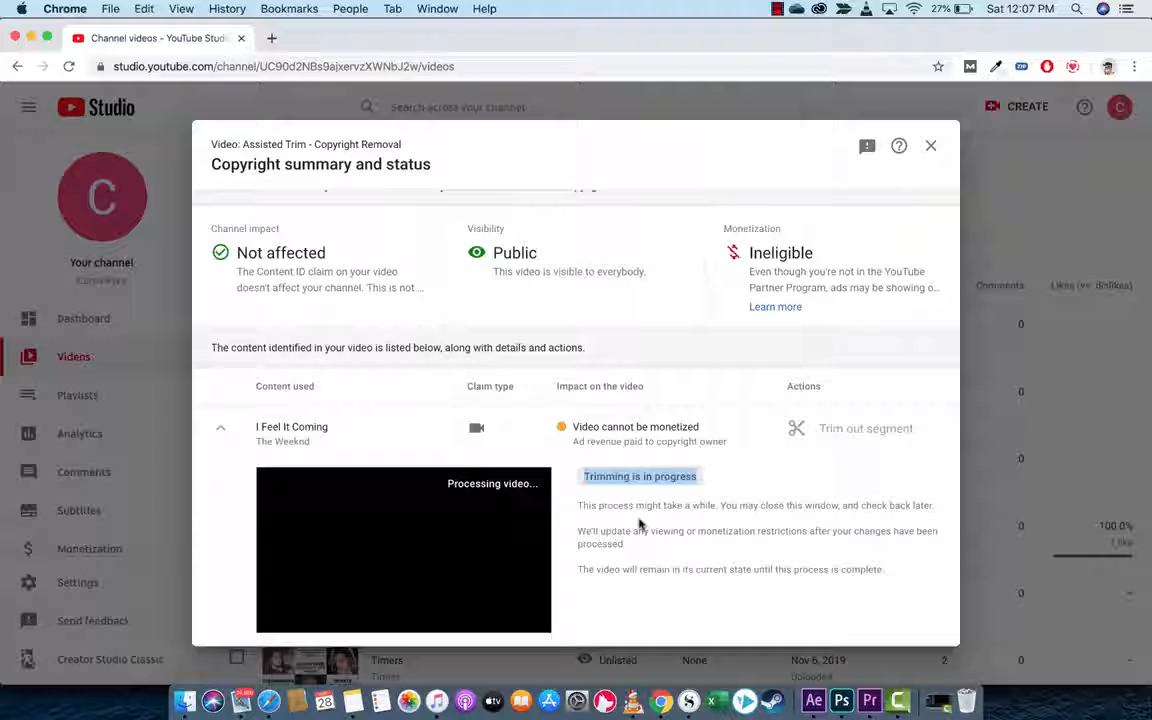 Chrome File Edit View History Bookmarks People Tab Window Help 27% Sat 12:07 PM
Channel videos - YouTube Studi
studio.youtube.com/channel/UC90d2NBs9ajxervzXWNbJ2w/videos
Studio Search across your channel CREATE C
Video: Assisted Trim - Copyright Removal
Copyright summary and status
C
Your channel
Channel impact Visibility Monetization
Not affected Public Ineligible
The Content ID claim on your video This video is visible to everybody. Even though you're not in the YouTube
doesn't affect your channel. This is not ... Partner Program, ads may be showing o...
Learn more
Comments Likes (vs. dislikes)
Dashboard 0
The content identified in your video is listed below, along with details and actions.
Videos
Content used Claim type Impact on the video Actions
Playlists 0
I Feel It Coming Video cannot be monetized Trim out segment
The Weeknd Ad revenue paid to copyright owner
Analytics
Comments 0
Processing video... Trimming is in progress
Subtitles
This process might take a while. You may close this window, and check back later.
We'll update any viewing or monetization restrictions after your changes have been
processed
0 100.0%
1 like
Monetization
The video will remain in its current state until this process is complete.
Settings
0 –
Send feedback
Creator Studio Classic Timers Unlisted None Nov 6, 2019 2 0 –
Timers Uploaded
28 ZIP Ae Ps Pr